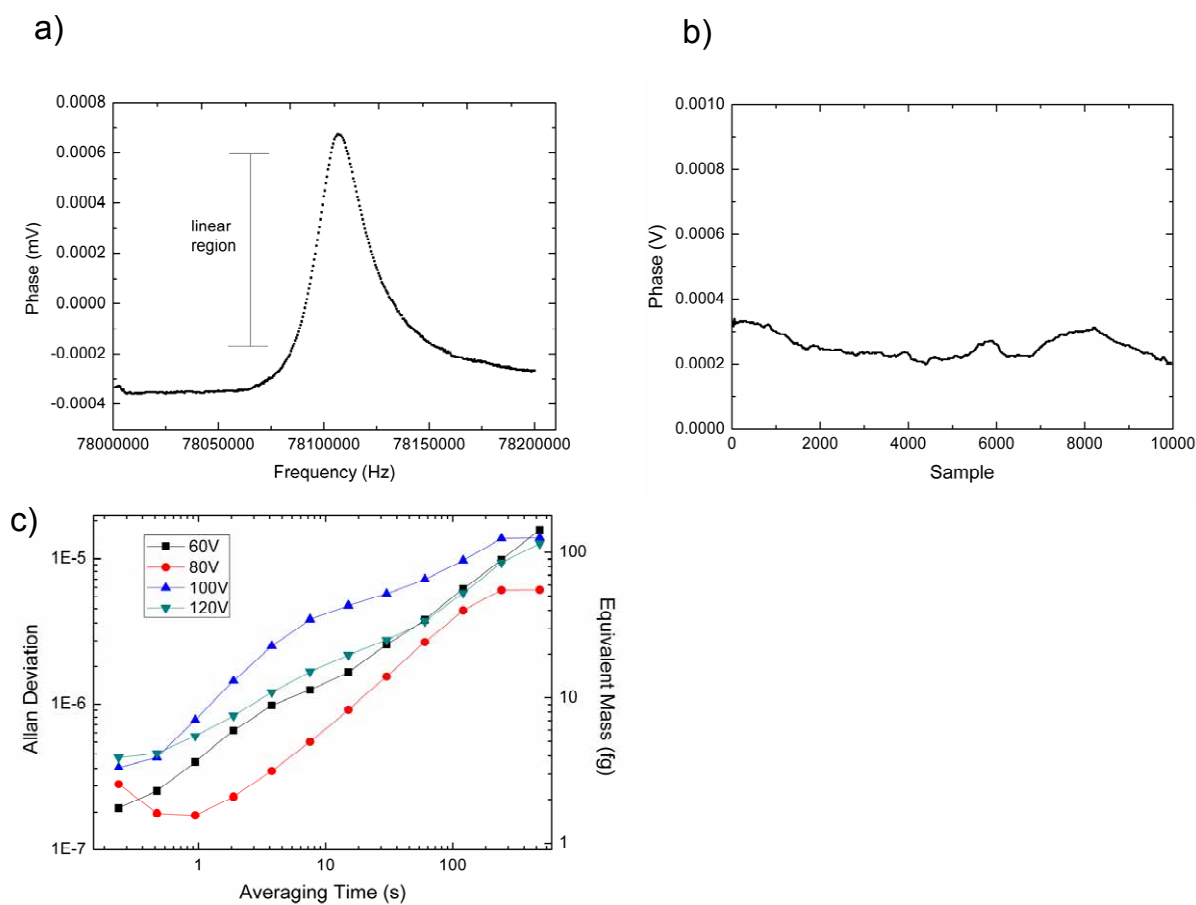 a)
0.0008
0.0006
0.0004
0.0002
0.0000
-0.0002
-0.0004
Phase (mV)
linear
region
78000000 78050000 78100000 78150000 78200000
Frequency (Hz)
b)
0.0010
0.0008
0.0006
0.0004
0.0002
0.0000
Phase (V)
0 2000 4000 6000 8000 10000
Sample
c)
60V
80V
100V
120V
1E-5
1E-6
1E-7
Allan Deviation
100
10
1
Equivalent Mass (fg)
1 10 100
Averaging Time (s)